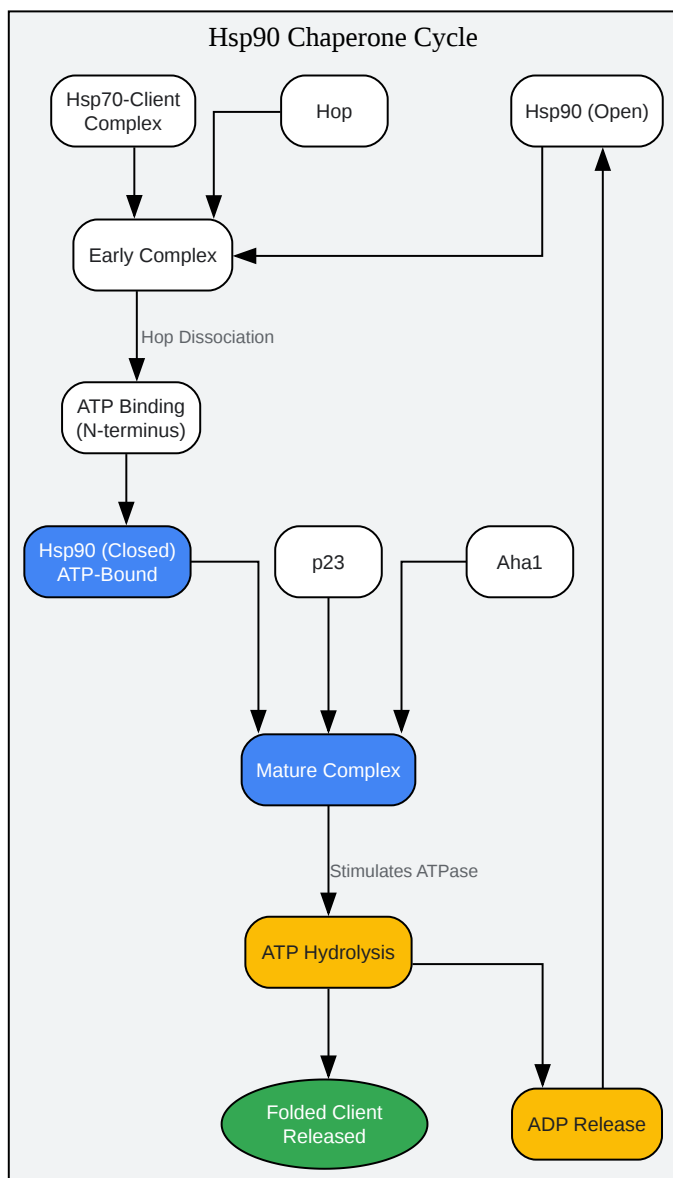 Hsp90 Chaperone Cycle
Hsp70-Client
Complex
Hop
Hsp90 (Open)
Early Complex
Hop Dissociation
ATP Binding
(N-terminus)
Hsp90 (Closed)
ATP-Bound
p23
Aha1
Mature Complex
Stimulates ATPase
ATP Hydrolysis
Folded Client
Released
ADP Release